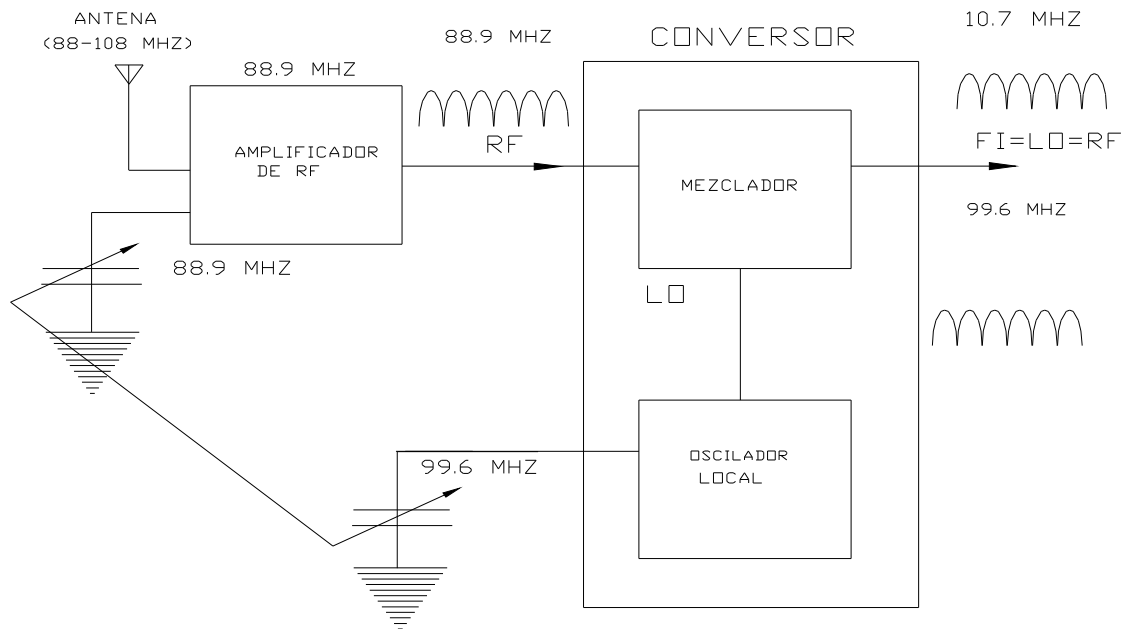 ANTENA
(88-108 MHZ)
88.9 MHZ
AMPLIFICADOR
DE RF
88.9 MHZ
88.9 MHZ
RF
CONVERSOR
MEZCLADOR
LO
OSCILADOR
LOCAL
99.6 MHZ
10.7 MHZ
FI=LO=RF
99.6 MHZ